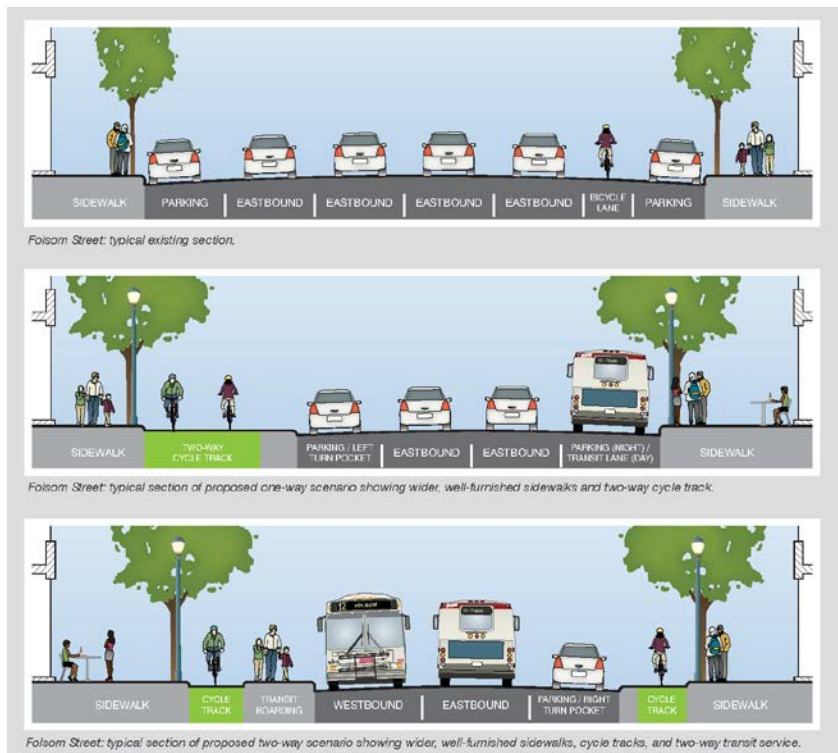 SIDEWALK PARKING EASTBOUND EASTBOUND EASTBOUND EASTBOUND BICYCLE LANE PARKING SIDEWALK
Folsom Street: typical existing section.
SIDEWALK TWO-WAY CYCLE TRACK PARKING / LEFT TURN POCKET EASTBOUND EASTBOUND PARKING (NIGHT) / TRANSIT LANE (DAY) SIDEWALK
Folsom Street: typical section of proposed one-way scenario showing wider, well-furnished sidewalks and two-way cycle track.
12
SIDEWALK CYCLE TRACK TRANSIT BOARDING WESTBOUND EASTBOUND PARKING / RIGHT TURN POCKET CYCLE TRACK SIDEWALK
Folsom Street: typical section of proposed two-way scenario showing wider, well-furnished sidewalks, cycle tracks, and two-way transit service.